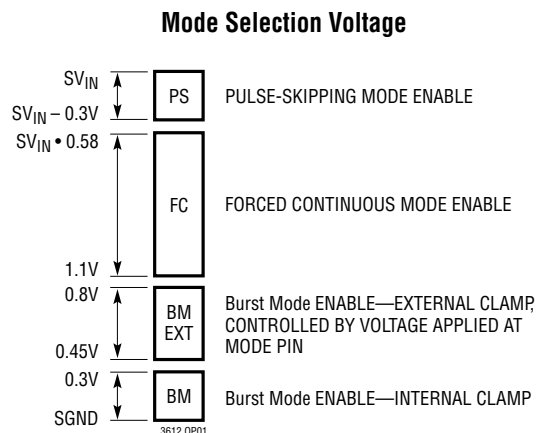 Mode Selection Voltage
SVIN
PS
PULSE-SKIPPING MODE ENABLE
SVIN – 0.3V
SVIN • 0.58
FC
FORCED CONTINUOUS MODE ENABLE
1.1V
0.8V
BM
EXT
Burst Mode ENABLE—EXTERNAL CLAMP,
CONTROLLED BY VOLTAGE APPLIED AT
MODE PIN
0.45V
0.3V
BM
Burst Mode ENABLE—INTERNAL CLAMP
SGND
3612 OP01